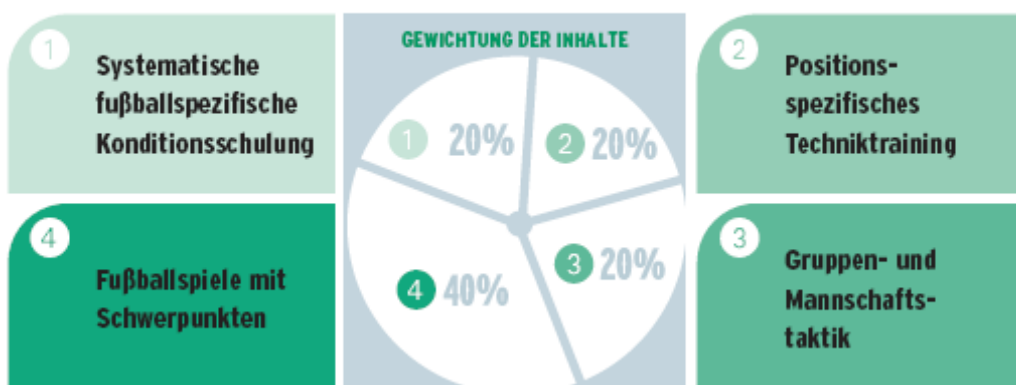 1
Systematische
fußballspezifische
Konditionsschulung
GEWICHTUNG DER INHALTE
1 20%
2 20%
3 20%
4 40%
2
Positions-
spezifisches
Techniktraining
4
Fußballspiele mit
Schwerpunkten
3
Gruppen- und
Mannschafts-
taktik